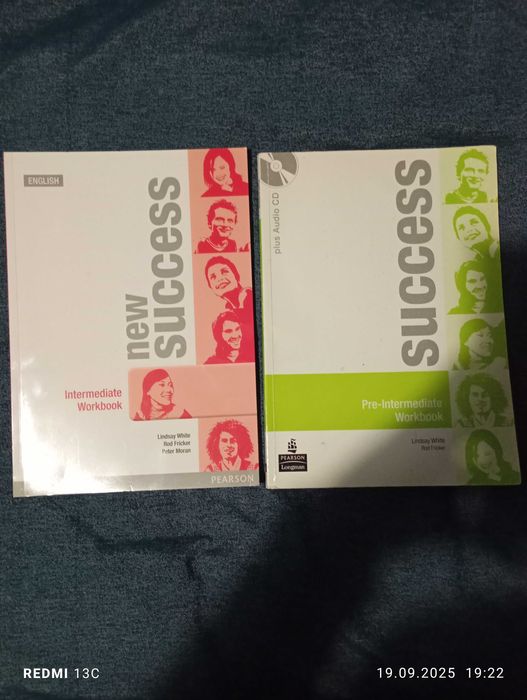 ENGLISH
new
success
Intermediate
Workbook
Lindsay White
Rod Fricker
Peter Moran
PEARSON
plus Audio CD
success
Pre-Intermediate
Workbook
Lindsay White
Rod Fricker
PEARSON
Longman
REDMI 13C
19.09.2025 19:22